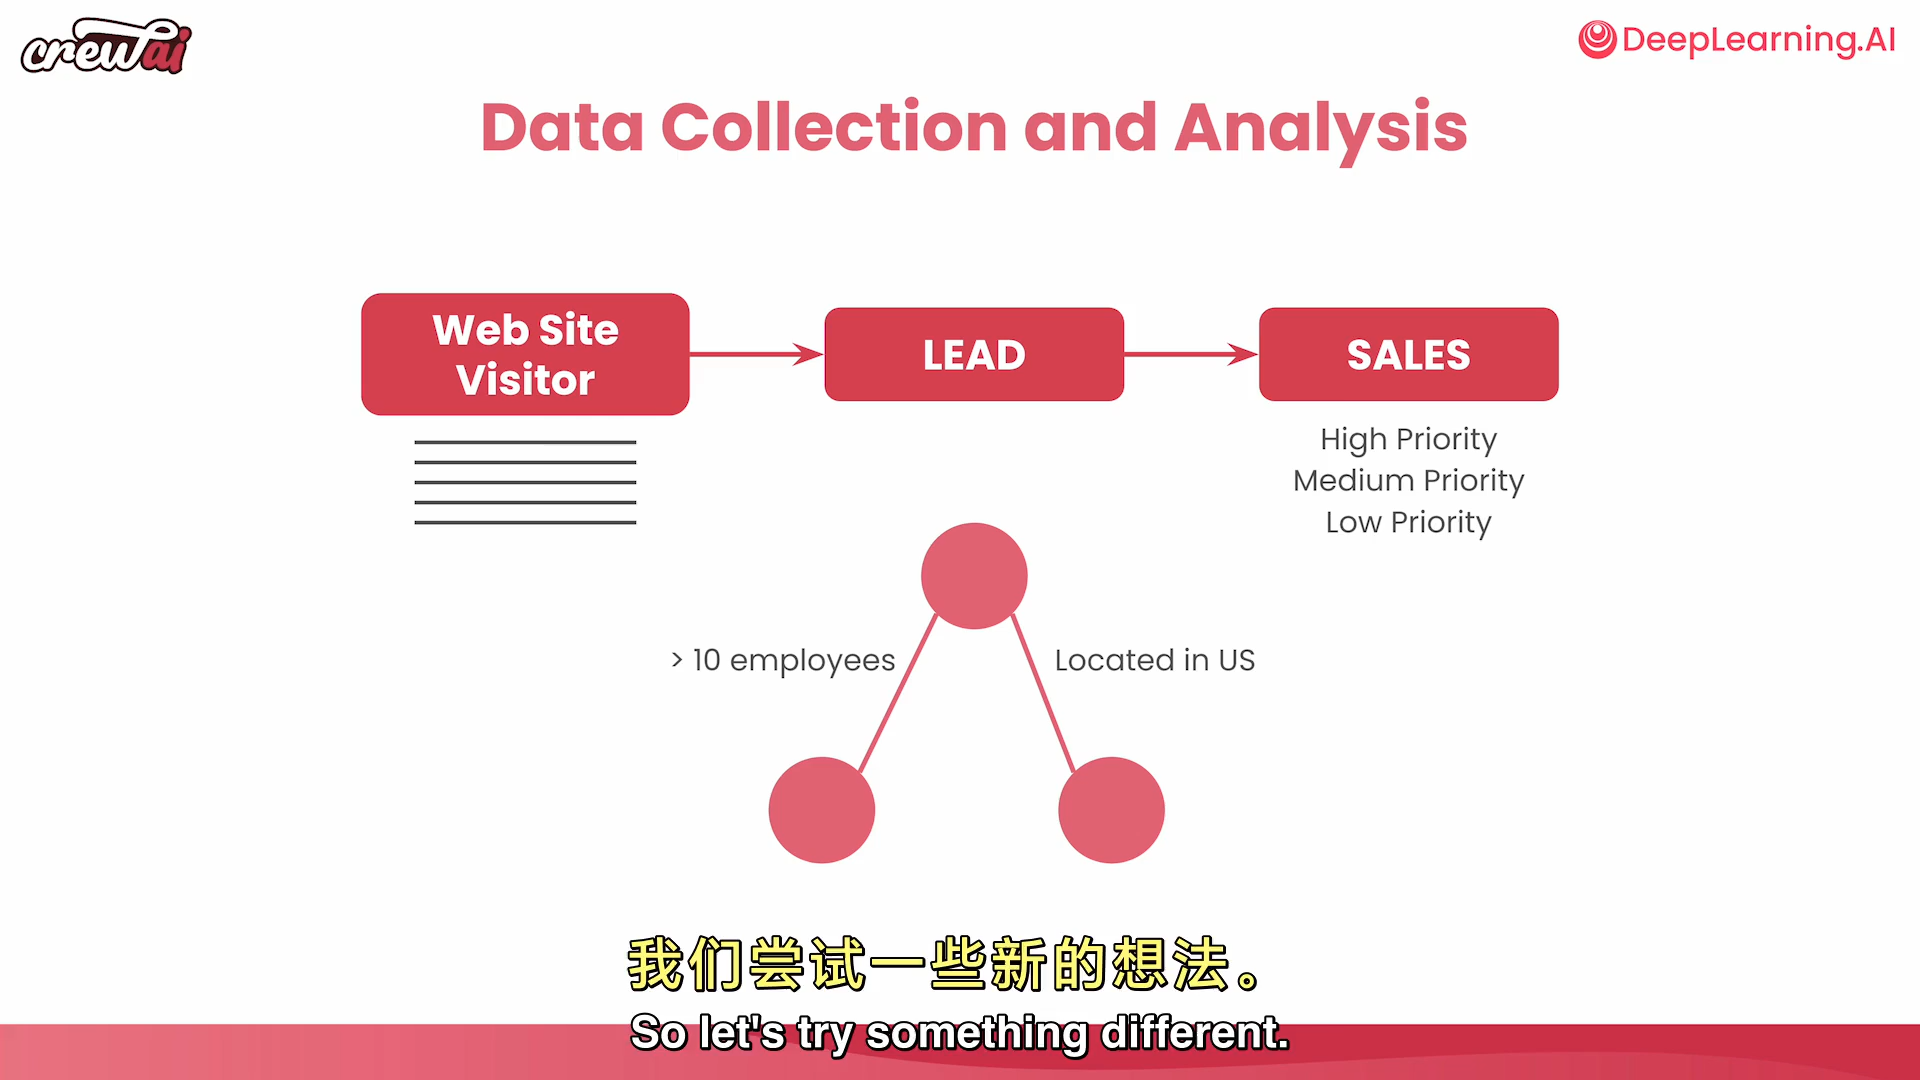 crewai
DeepLearning.AI
Data Collection and Analysis
Web Site
Visitor
LEAD
SALES
High Priority
Medium Priority
Low Priority
> 10 employees
Located in US
我们尝试一些新的想法。
So let's try something different.